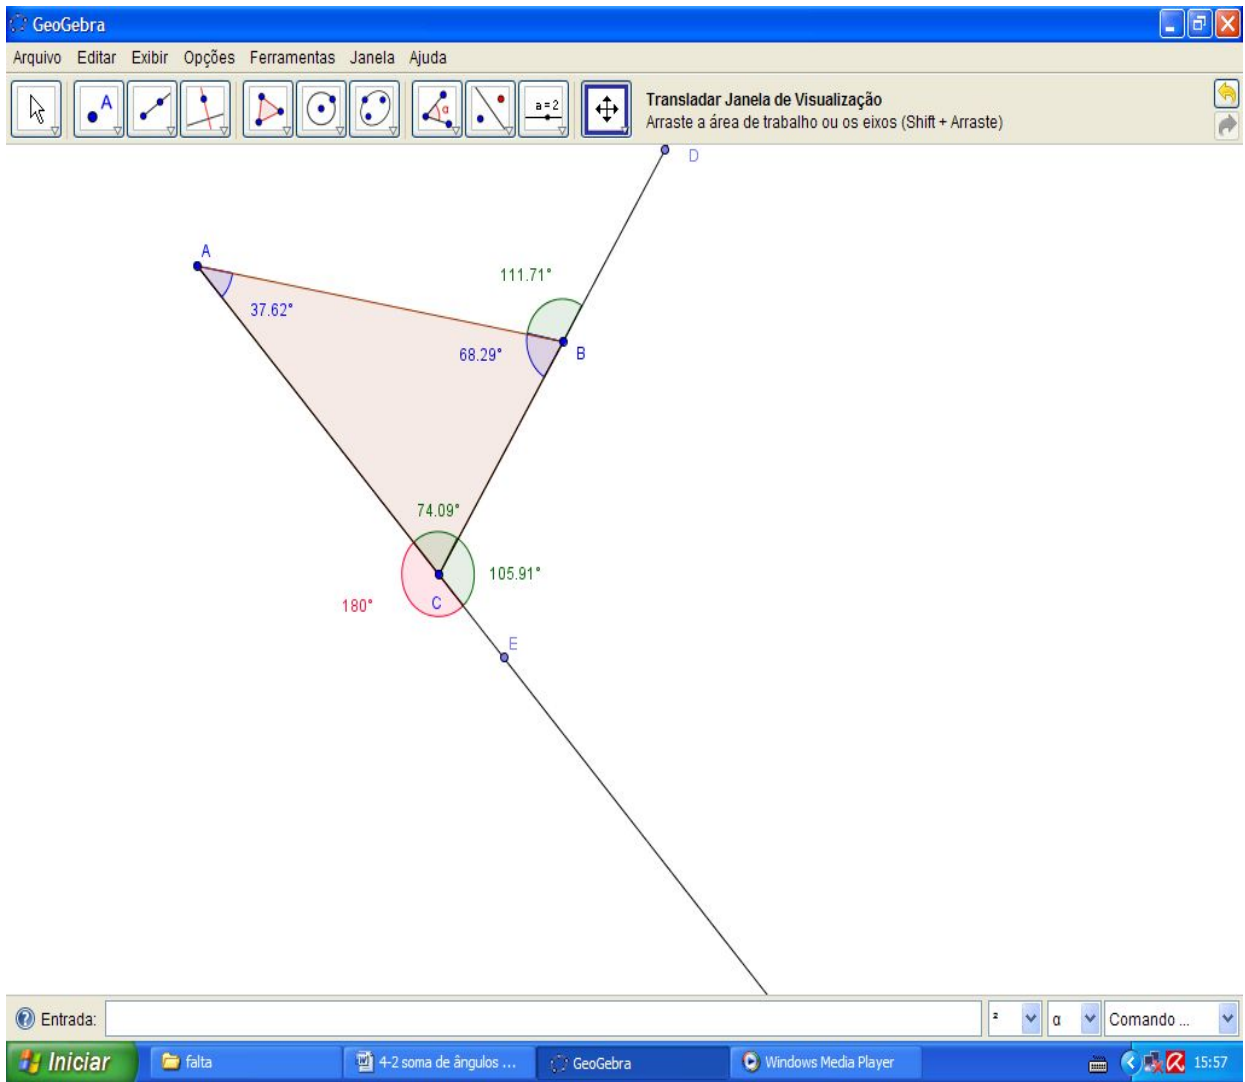 GeoGebra
Arquivo Editar Exibir Opções Ferramentas Janela Ajuda
A
α
a=2
Transladar Janela de Visualização
Arraste a área de trabalho ou os eixos (Shift + Arraste)
D
A
111.71°
37.62°
68.29°
B
74.09°
105.91°
180°
C
E
Entrada:
²
α
Comando ...
Iniciar
falta
4-2 soma de ângulos ...
GeoGebra
Windows Media Player
15:57